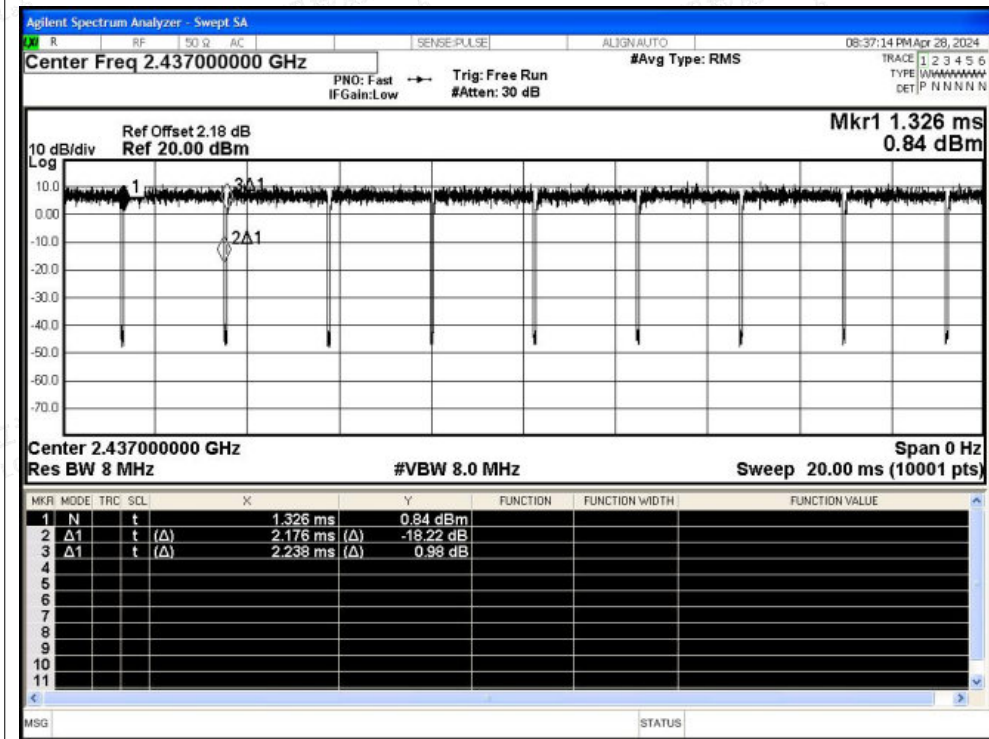 Agilent Spectrum Analyzer - Swept SA
LXI R RF 50 Ω AC SENSE:PULSE ALIGN AUTO 08:37:14 PM Apr 28, 2024
Center Freq 2.437000000 GHz #Avg Type: RMS TRACE 1 2 3 4 5 6
PNO: Fast Trig: Free Run TYPE WWWWWW
IFGain:Low #Atten: 30 dB DET P N N N N N
Mkr1 1.326 ms
Ref Offset 2.18 dB
10 dB/div Ref 20.00 dBm 0.84 dBm
Log
10.0
1 3Δ1
0.00
-10.0 2Δ1
-20.0
-30.0
-40.0
-50.0
-60.0
-70.0
Center 2.437000000 GHz Span 0 Hz
Res BW 8 MHz #VBW 8.0 MHz Sweep 20.00 ms (10001 pts)
MKR MODE TRC SCL X Y FUNCTION FUNCTION WIDTH FUNCTION VALUE
1 N t 1.326 ms 0.84 dBm
2 Δ1 t (Δ) 2.176 ms (Δ) -18.22 dB
3 Δ1 t (Δ) 2.238 ms (Δ) 0.98 dB
4
5
6
7
8
9
10
11
MSG STATUS